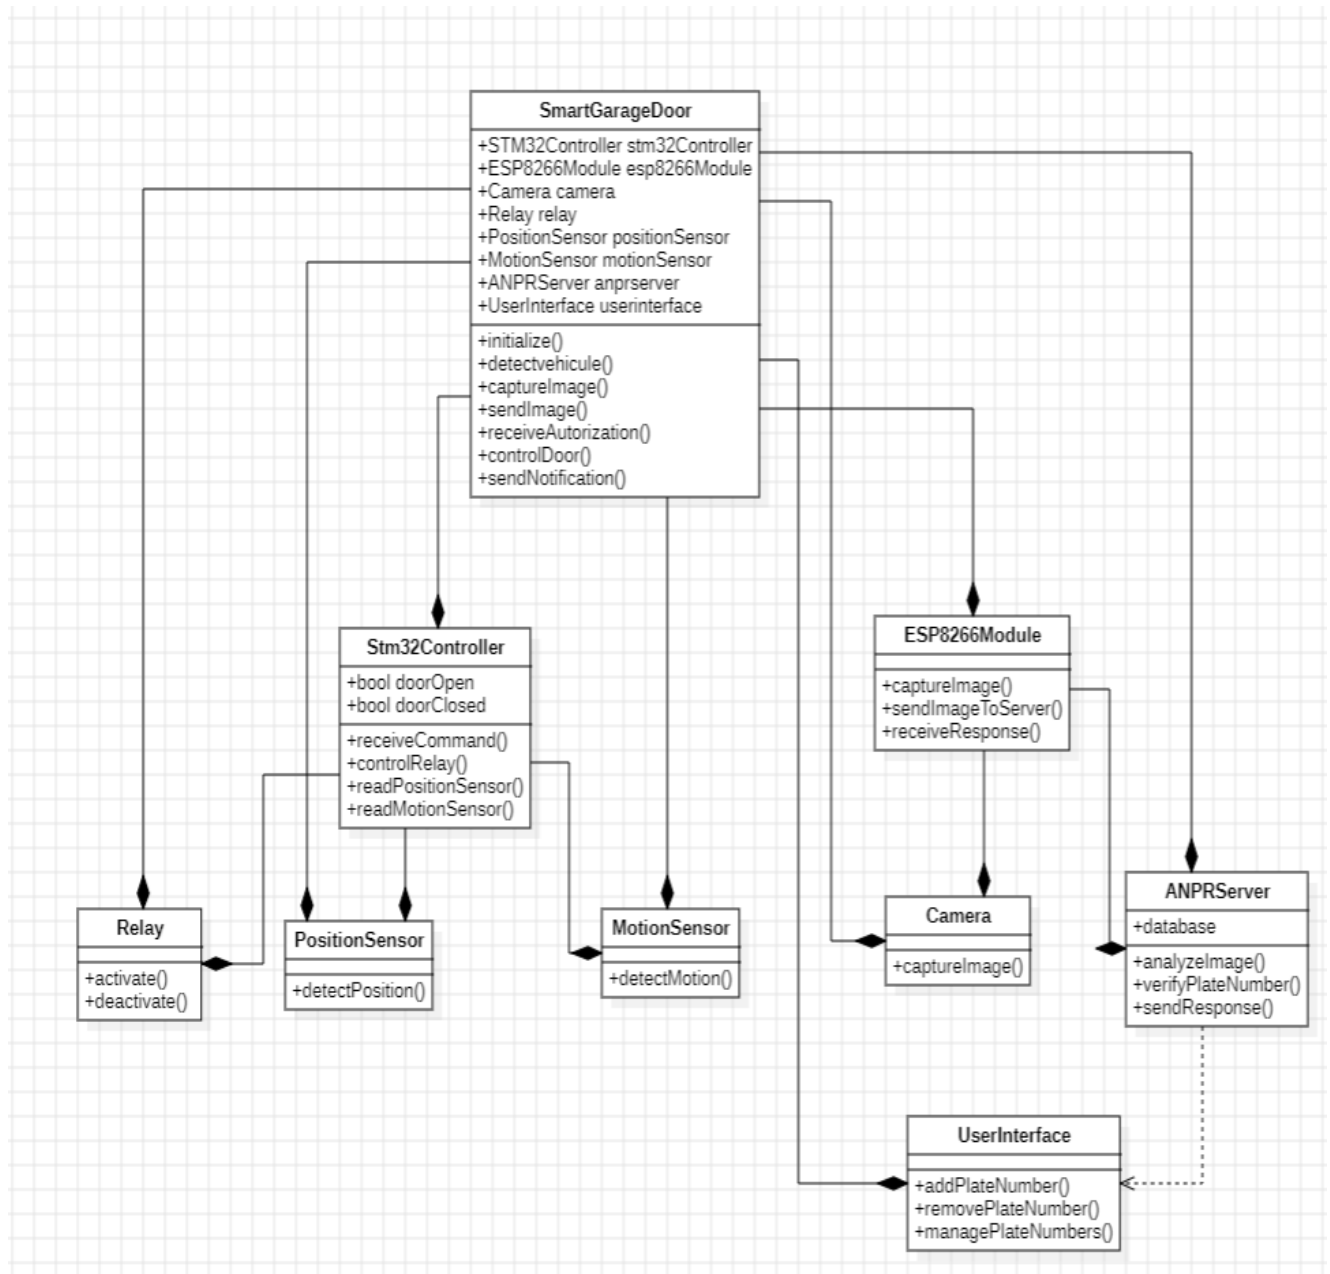 SmartGarageDoor
+STM32Controller stm32Controller
+ESP8266Module esp8266Module
+Camera camera
+Relay relay
+PositionSensor positionSensor
+MotionSensor motionSensor
+ANPRServer anprserver
+UserInterface userinterface
+initialize()
+detectvehicule()
+captureImage()
+sendImage()
+receiveAutorization()
+controlDoor()
+sendNotification()
Stm32Controller
+bool doorOpen
+bool doorClosed
+receiveCommand()
+controlRelay()
+readPositionSensor()
+readMotionSensor()
ESP8266Module
+captureImage()
+sendImageToServer()
+receiveResponse()
Relay
+activate()
+deactivate()
PositionSensor
+detectPosition()
MotionSensor
+detectMotion()
Camera
+captureImage()
ANPRServer
+database
+analyzeImage()
+verifyPlateNumber()
+sendResponse()
UserInterface
+addPlateNumber()
+removePlateNumber()
+managePlateNumbers()